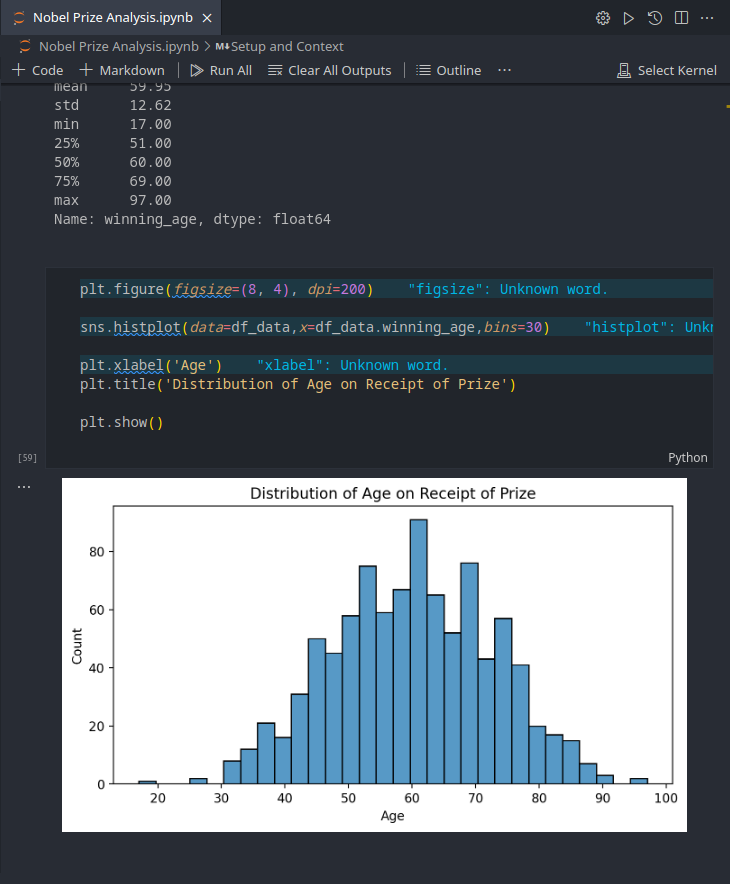 Nobel Prize Analysis.ipynb
Nobel Prize Analysis.ipynb > M↓Setup and Context
+ Code + Markdown | Run All Clear All Outputs | Outline ··· Select Kernel
mean 59.95
std 12.62
min 17.00
25% 51.00
50% 60.00
75% 69.00
max 97.00
Name: winning_age, dtype: float64
plt.figure(figsize=(8, 4), dpi=200) "figsize": Unknown word.
sns.histplot(data=df_data,x=df_data.winning_age,bins=30) "histplot": Unkn
plt.xlabel('Age') "xlabel": Unknown word.
plt.title('Distribution of Age on Receipt of Prize')
plt.show()
[59] Python
Distribution of Age on Receipt of Prize
Count
80
60
40
20
0
20 30 40 50 60 70 80 90 100
Age